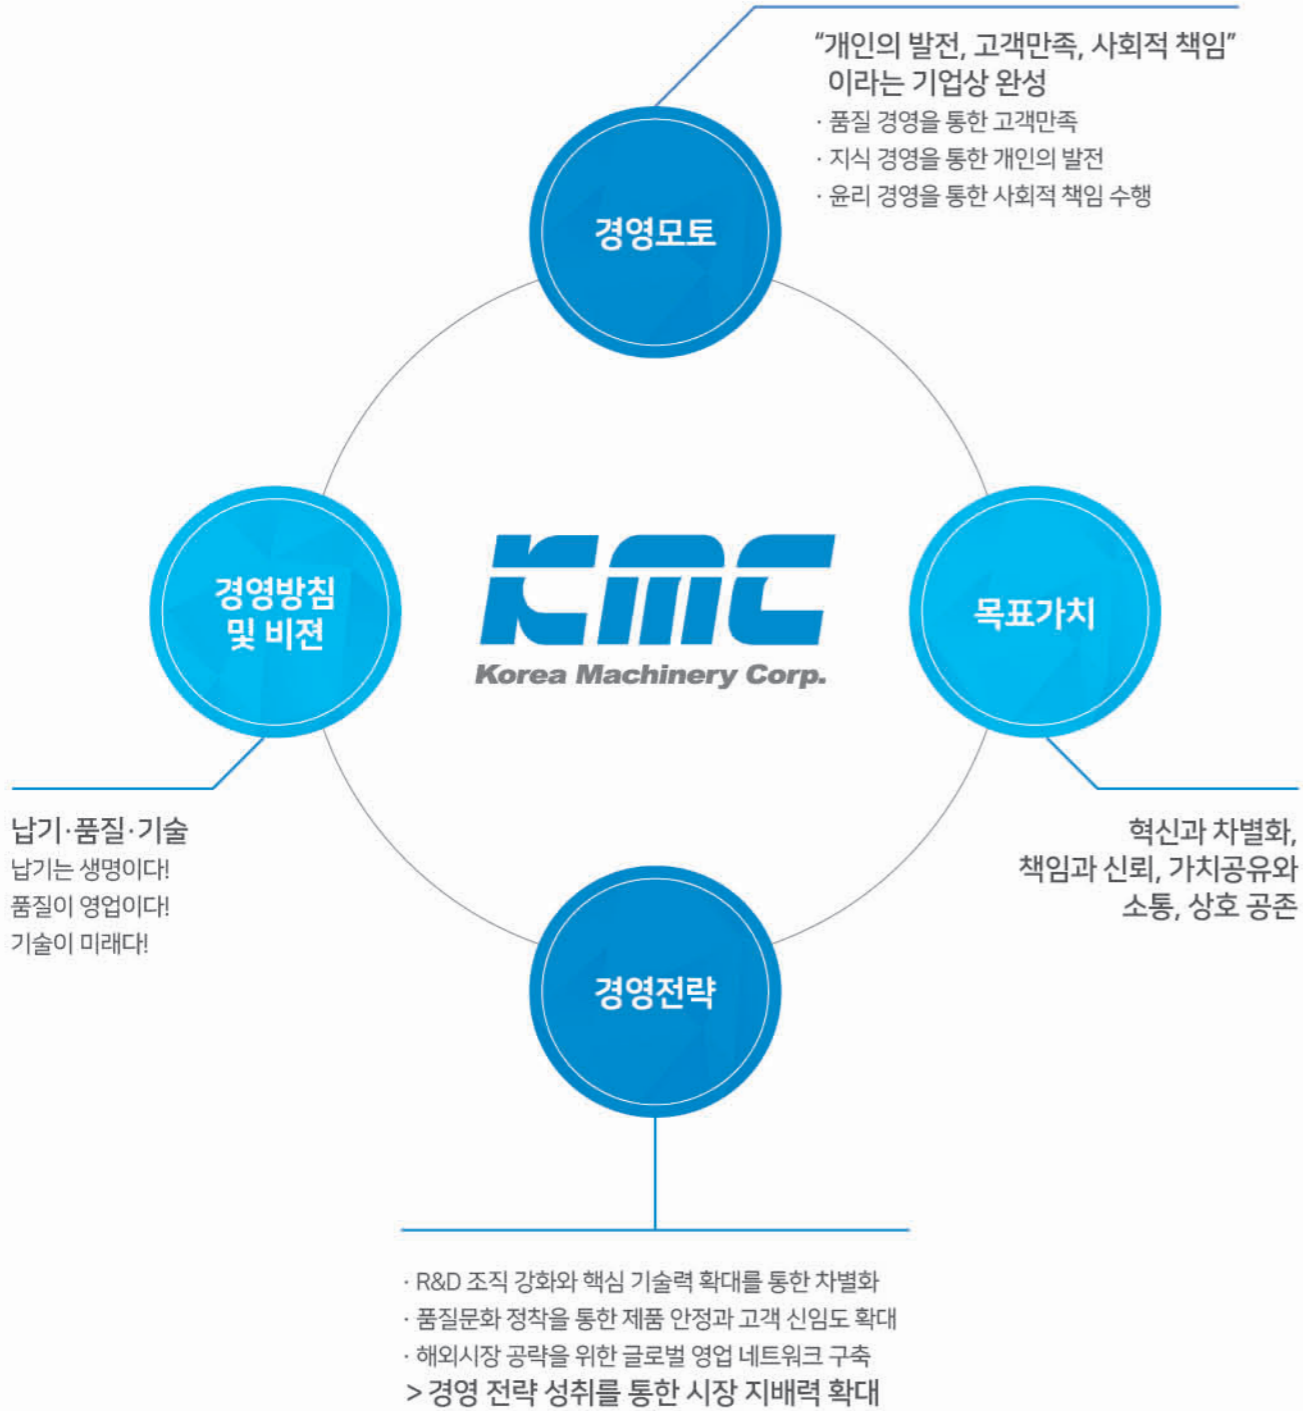 “개인의 발전, 고객만족, 사회적 책임”
이라는 기업상 완성
· 품질 경영을 통한 고객만족
· 지식 경영을 통한 개인의 발전
· 윤리 경영을 통한 사회적 책임 수행
경영모토
경영방침
및 비젼
KMC
Korea Machinery Corp.
목표가치
납기·품질·기술
납기는 생명이다!
품질이 영업이다!
기술이 미래다!
혁신과 차별화,
책임과 신뢰, 가치공유와
소통, 상호 공존
경영전략
· R&D 조직 강화와 핵심 기술력 확대를 통한 차별화
· 품질문화 정착을 통한 제품 안정과 고객 신임도 확대
· 해외시장 공략을 위한 글로벌 영업 네트워크 구축
> 경영 전략 성취를 통한 시장 지배력 확대